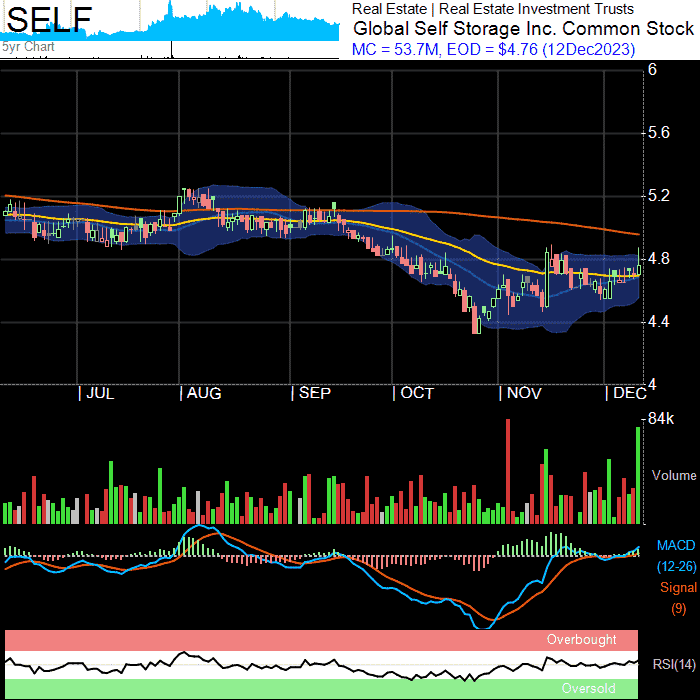 SELF
Real Estate | Real Estate Investment Trusts
Global Self Storage Inc. Common Stock
5yr Chart
MC = 53.7M, EOD = $4.76 (12Dec2023)
6
5.6
5.2
4.8
4.4
4
| JUL | AUG | SEP | OCT | NOV | DEC
84k
Volume
MACD
(12-26)
Signal
(9)
Overbought
RSI(14)
Oversold